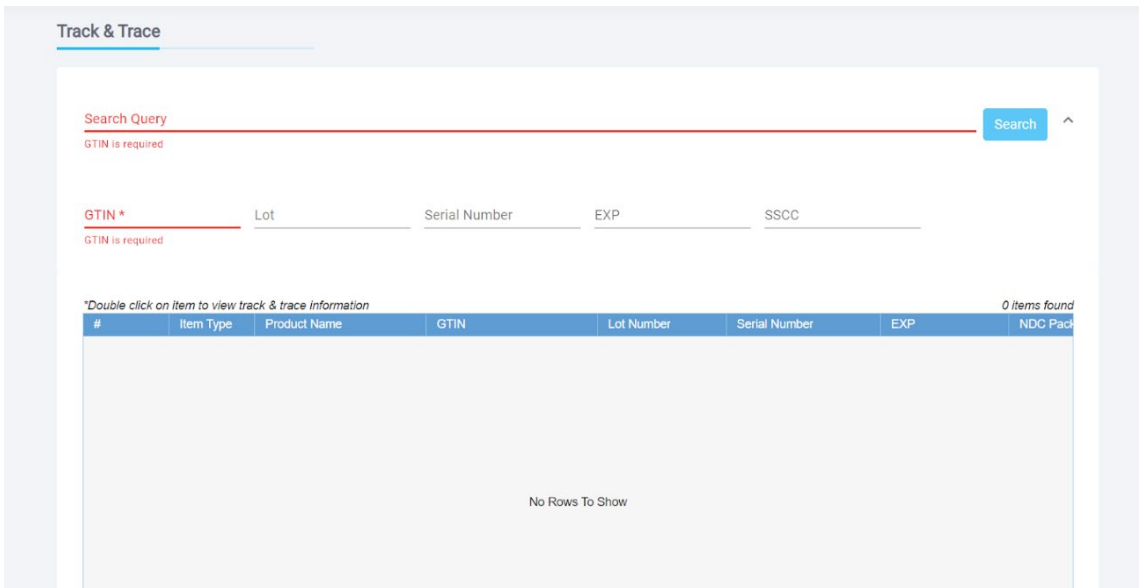 Track & Trace
Search Query
Search
GTIN is required
GTIN * Lot Serial Number EXP SSCC
GTIN is required
*Double click on item to view track & trace information 0 items found
# Item Type Product Name GTIN Lot Number Serial Number EXP NDC Pack
No Rows To Show